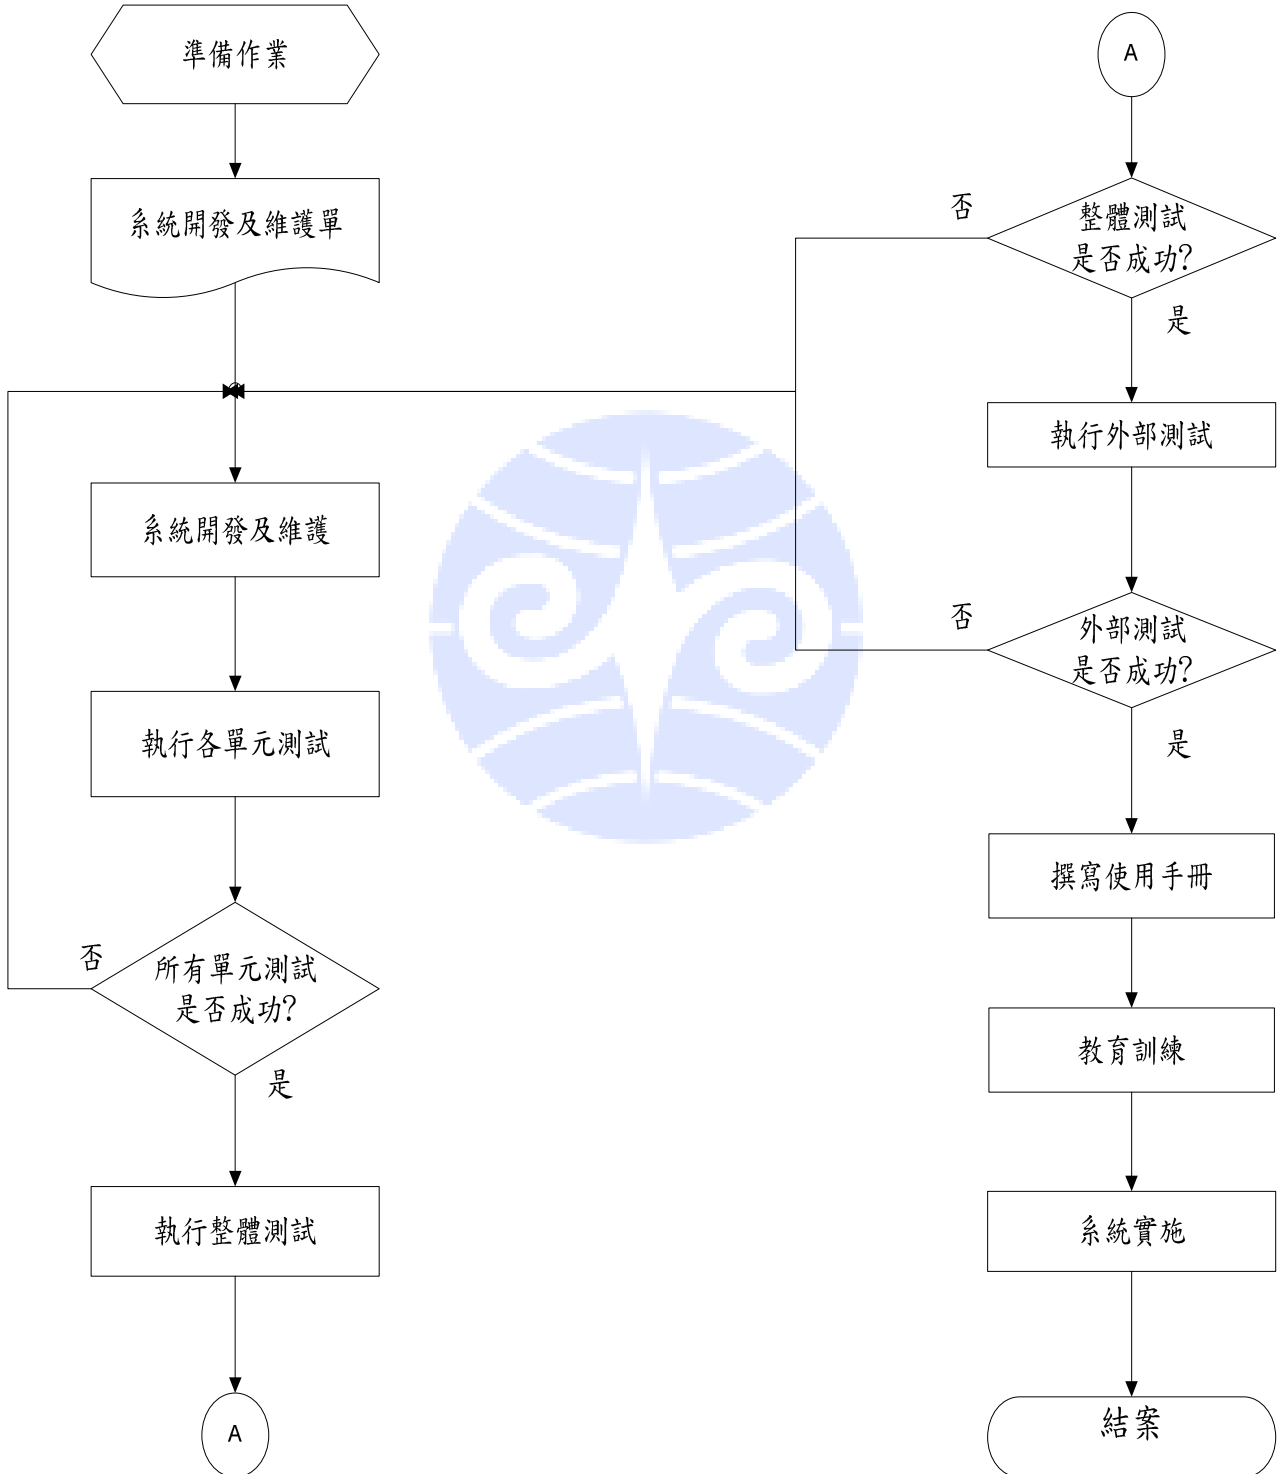 準備作業
系統開發及維護單
系統開發及維護
執行各單元測試
否
所有單元測試
是否成功?
是
執行整體測試
A
A
否
整體測試
是否成功?
是
執行外部測試
否
外部測試
是否成功?
是
撰寫使用手冊
教育訓練
系統實施
結案